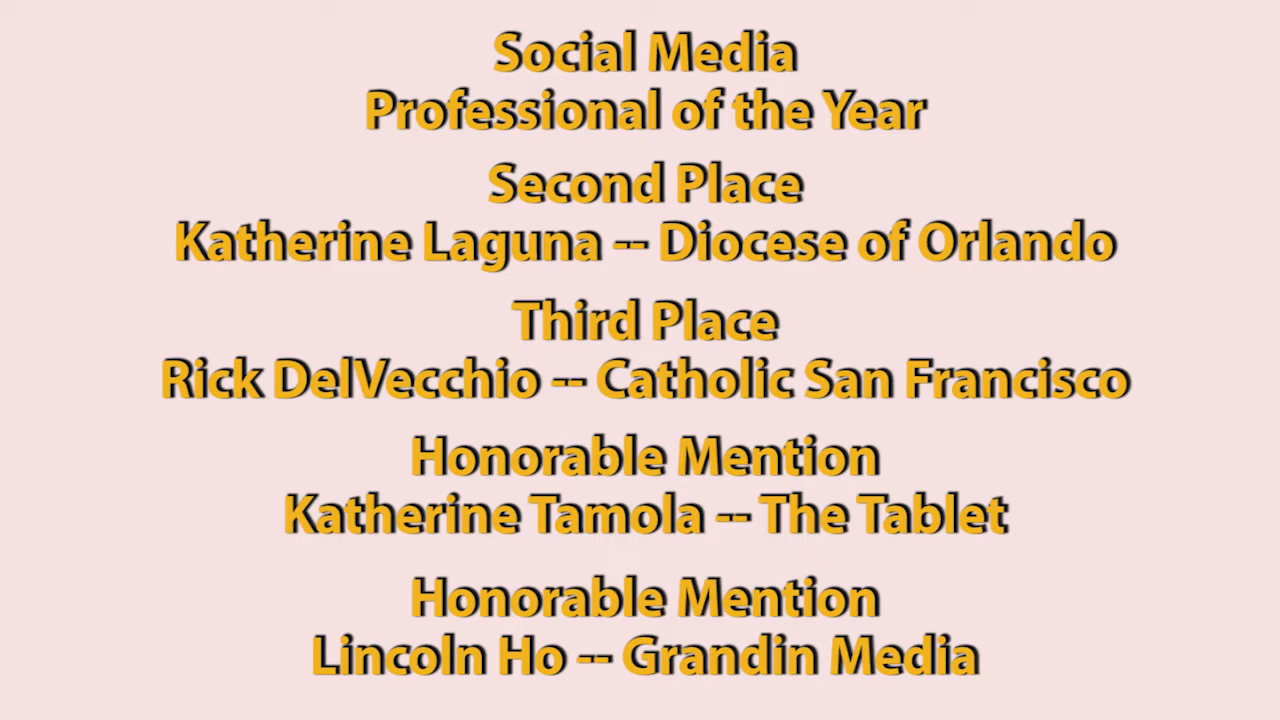 Social Media
Professional of the Year
Second Place
Katherine Laguna -- Diocese of Orlando
Third Place
Rick DelVecchio -- Catholic San Francisco
Honorable Mention
Katherine Tamola -- The Tablet
Honorable Mention
Lincoln Ho -- Grandin Media